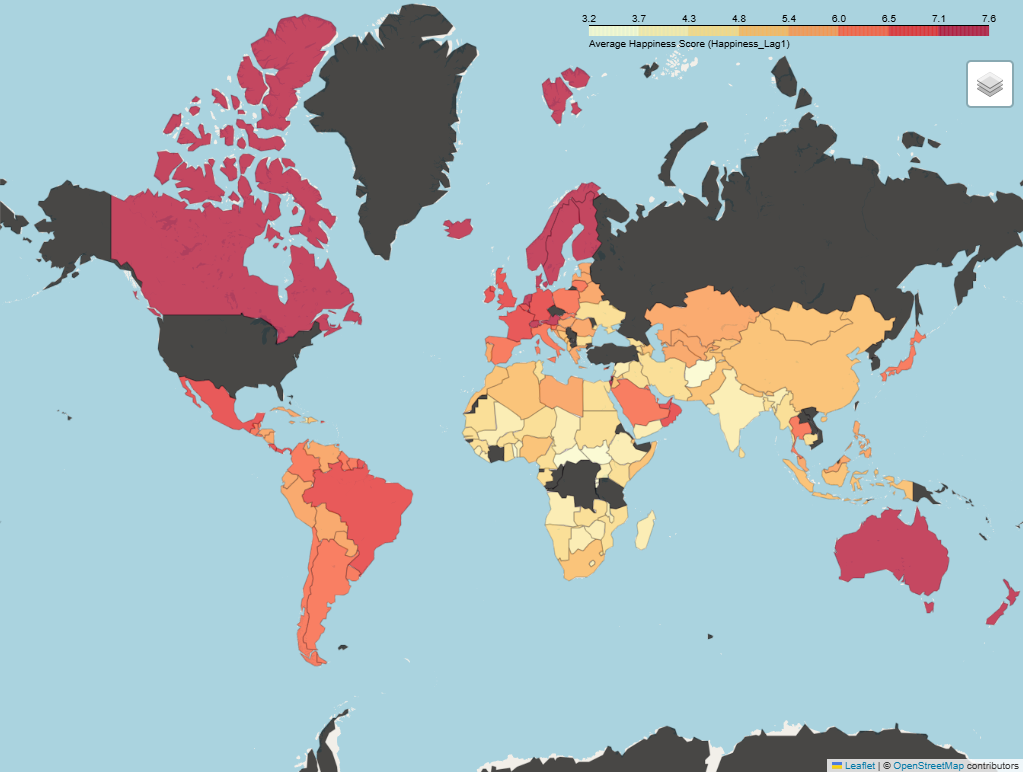 3.2 3.7 4.3 4.8 5.4 6.0 6.5 7.1 7.6
Average Happiness Score (Happiness_Lag1)
Leaflet | © OpenStreetMap contributors